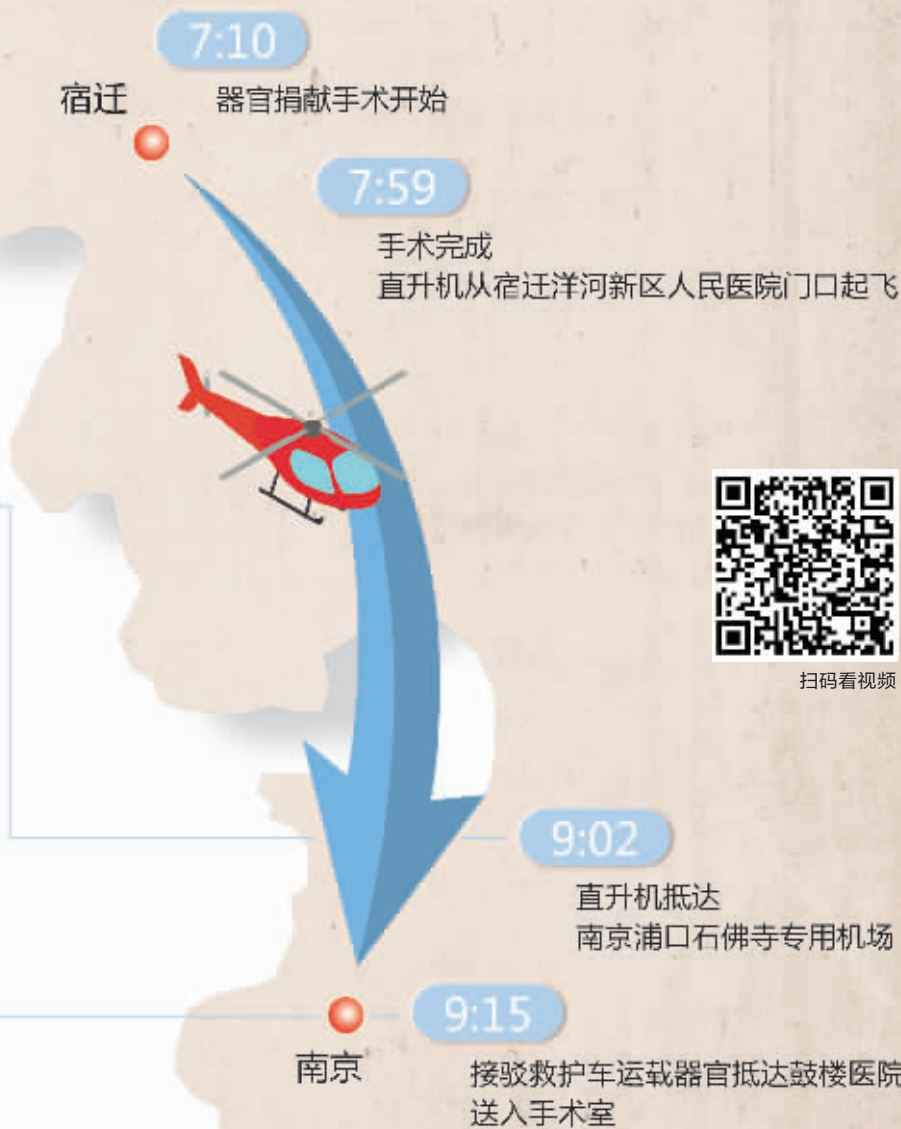 7:10
宿迁
器官捐献手术开始
7:59
手术完成
直升机从宿迁洋河新区人民医院门口起飞
扫码看视频
9:02
直升机抵达
南京浦口石佛寺专用机场
9:15
南京
接驳救护车运载器官抵达鼓楼医院
送入手术室